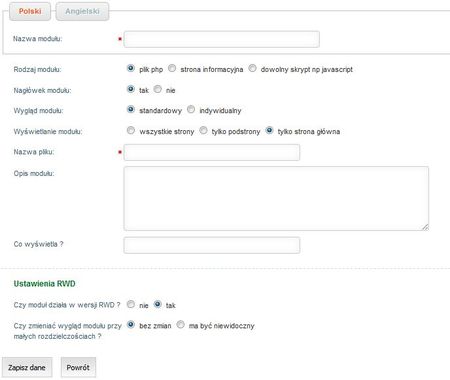 Polski Angielski
Nazwa modułu: *
Rodzaj modułu: plik php strona informacyjna dowolny skrypt np javascript
Nagłówek modułu: tak nie
Wygląd modułu: standardowy indywidualny
Wyświetlanie modułu: wszystkie strony tylko podstrony tylko strona główna
Nazwa pliku: *
Opis modułu:
Co wyświetla ?
Ustawienia RWD
Czy moduł działa w wersji RWD ? nie tak
Czy zmieniać wygląd modułu przy bez zmian ma być niewidoczny
małych rozdzielczościach ?
Zapisz dane Powrót